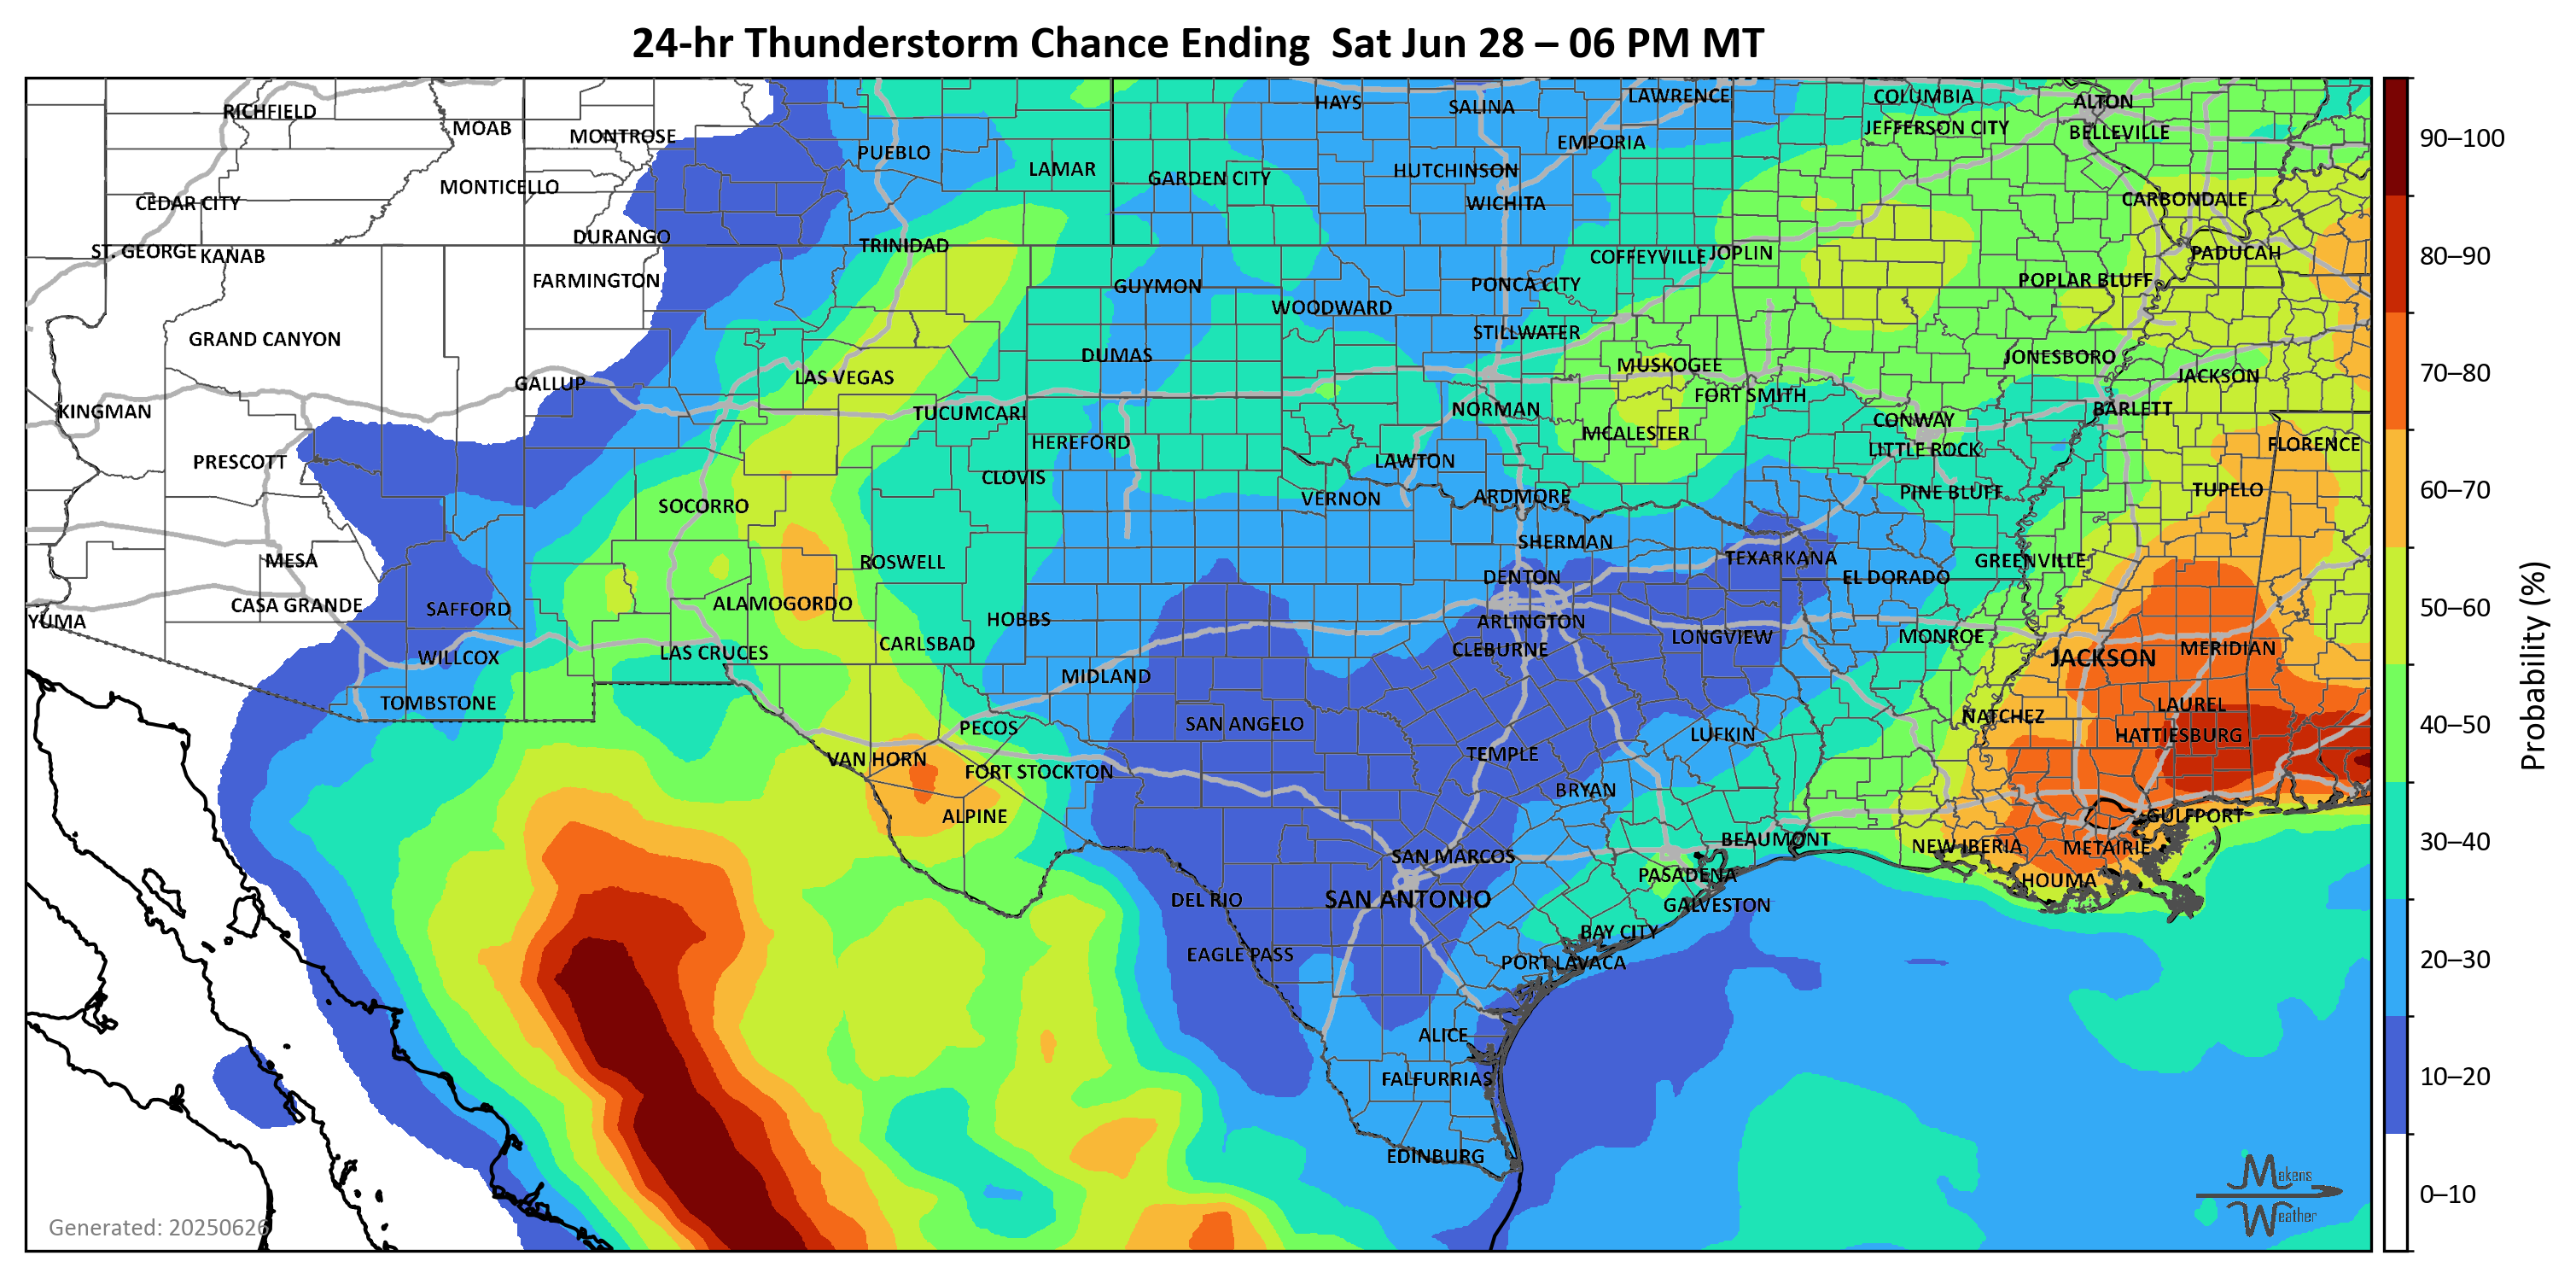 24-hr Thunderstorm Chance Ending  Sat Jun 28 – 06 PM MT
RICHFIELD
MOAB
MONTROSE
PUEBLO
LAMAR
GARDEN CITY
HAYS
SALINA
LAWRENCE
EMPORIA
HUTCHINSON
WICHITA
COLUMBIA
JEFFERSON CITY
ALTON
BELLEVILLE
CARBONDALE
CEDAR CITY
MONTICELLO
ST. GEORGE
KANAB
DURANGO
TRINIDAD
FARMINGTON
GUYMON
WOODWARD
PONCA CITY
COFFEYVILLE
JOPLIN
POPLAR BLUFF
PADUCAH
GRAND CANYON
GALLUP
LAS VEGAS
DUMAS
STILLWATER
MUSKOGEE
FORT SMITH
JONESBORO
JACKSON
KINGMAN
TUCUMCARI
HEREFORD
NORMAN
MCALESTER
CONWAY
BARLETT
LITTLE ROCK
FLORENCE
PRESCOTT
SOCORRO
CLOVIS
LAWTON
VERNON
ARDMORE
PINE BLUFF
TUPELO
MESA
ROSWELL
SHERMAN
TEXARKANA
GREENVILLE
DENTON
EL DORADO
YUMA
CASA GRANDE
SAFFORD
ALAMOGORDO
HOBBS
ARLINGTON
CLEBURNE
LONGVIEW
MONROE
JACKSON
MERIDIAN
WILLCOX
LAS CRUCES
CARLSBAD
MIDLAND
TOMBSTONE
PECOS
SAN ANGELO
TEMPLE
LUFKIN
NATCHEZ
LAUREL
HATTIESBURG
VAN HORN
FORT STOCKTON
ALPINE
BRYAN
BEAUMONT
GULFPORT
NEW IBERIA
METAIRIE
HOUMA
SAN MARCOS
DEL RIO
SAN ANTONIO
PASADENA
GALVESTON
BAY CITY
EAGLE PASS
PORT LAVACA
ALICE
FALFURRIAS
EDINBURG
Generated: 20250626
Makens
Weather
90–100
80–90
70–80
60–70
50–60
40–50
30–40
20–30
10–20
0–10
Probability (%)